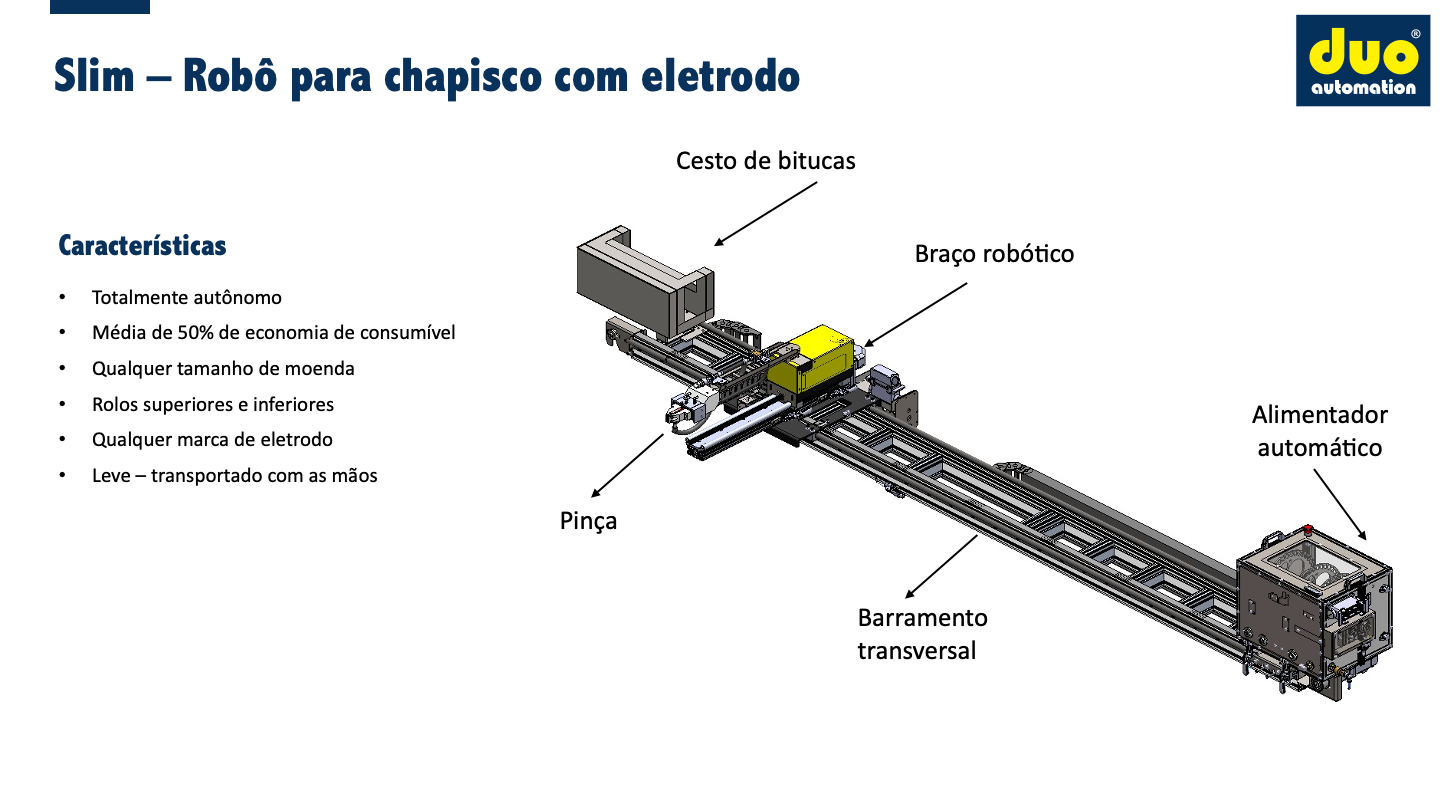 Slim – Robô para chapisco com eletrodo
duo®
automation
Cesto de bitucas
Braço robótico
Características
• Totalmente autônomo
• Média de 50% de economia de consumível
• Qualquer tamanho de moenda
• Rolos superiores e inferiores
• Qualquer marca de eletrodo
• Leve – transportado com as mãos
Alimentador
automático
Pinça
Barramento
transversal